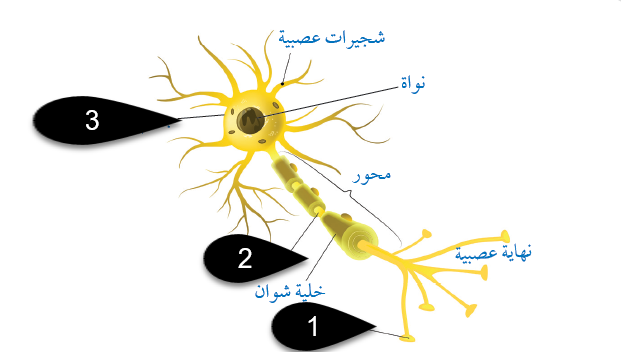 شجيرات عصبية
نواة
3
محور
نهاية عصبية
2
خلية شوان
1